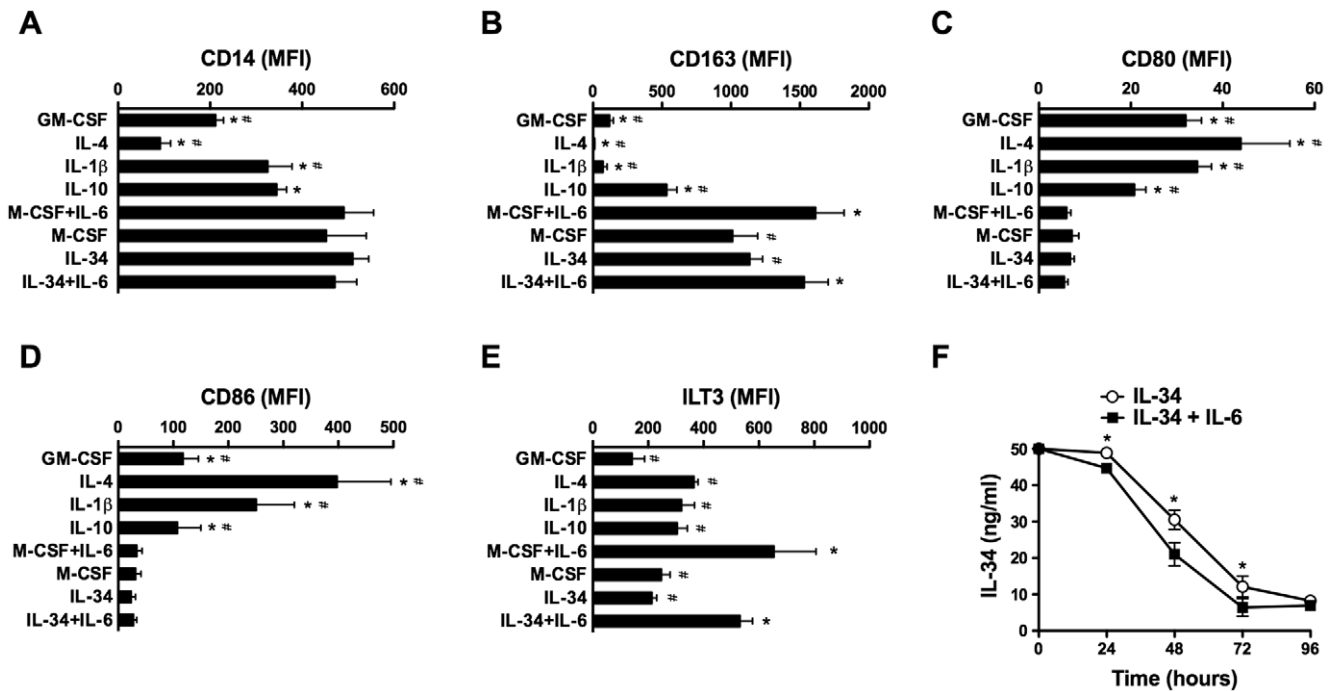 A
CD14 (MFI)
0 200 400 600
GM-CSF * #
IL-4 * #
IL-1β * #
IL-10 *
M-CSF+IL-6
M-CSF
IL-34
IL-34+IL-6
B
CD163 (MFI)
0 500 1000 1500 2000
GM-CSF * #
IL-4 * #
IL-1β * #
IL-10 * #
M-CSF+IL-6 *
M-CSF #
IL-34 #
IL-34+IL-6 *
C
CD80 (MFI)
0 20 40 60
GM-CSF * #
IL-4 * #
IL-1β * #
IL-10 * #
M-CSF+IL-6
M-CSF
IL-34
IL-34+IL-6
D
CD86 (MFI)
0 100 200 300 400 500
GM-CSF * #
IL-4 * #
IL-1β * #
IL-10 * #
M-CSF+IL-6
M-CSF
IL-34
IL-34+IL-6
E
ILT3 (MFI)
0 200 400 600 800 1000
GM-CSF #
IL-4 #
IL-1β #
IL-10 #
M-CSF+IL-6 *
M-CSF #
IL-34 #
IL-34+IL-6 *
F
IL-34
IL-34 + IL-6
IL-34 (ng/ml)
50
40
30
20
10
0
* * *
0 24 48 72 96
Time (hours)